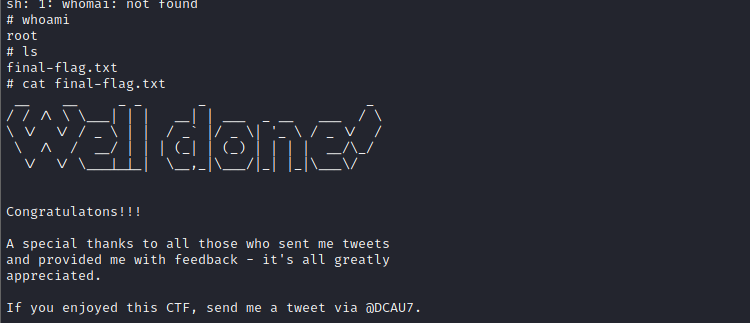 sh: 1: whomai: not found
# whoami
root
# ls
final-flag.txt
# cat final-flag.txt
Well done!
Congratulatons!!!
A special thanks to all those who sent me tweets
and provided me with feedback - it's all greatly
appreciated.
If you enjoyed this CTF, send me a tweet via @DCAU7.